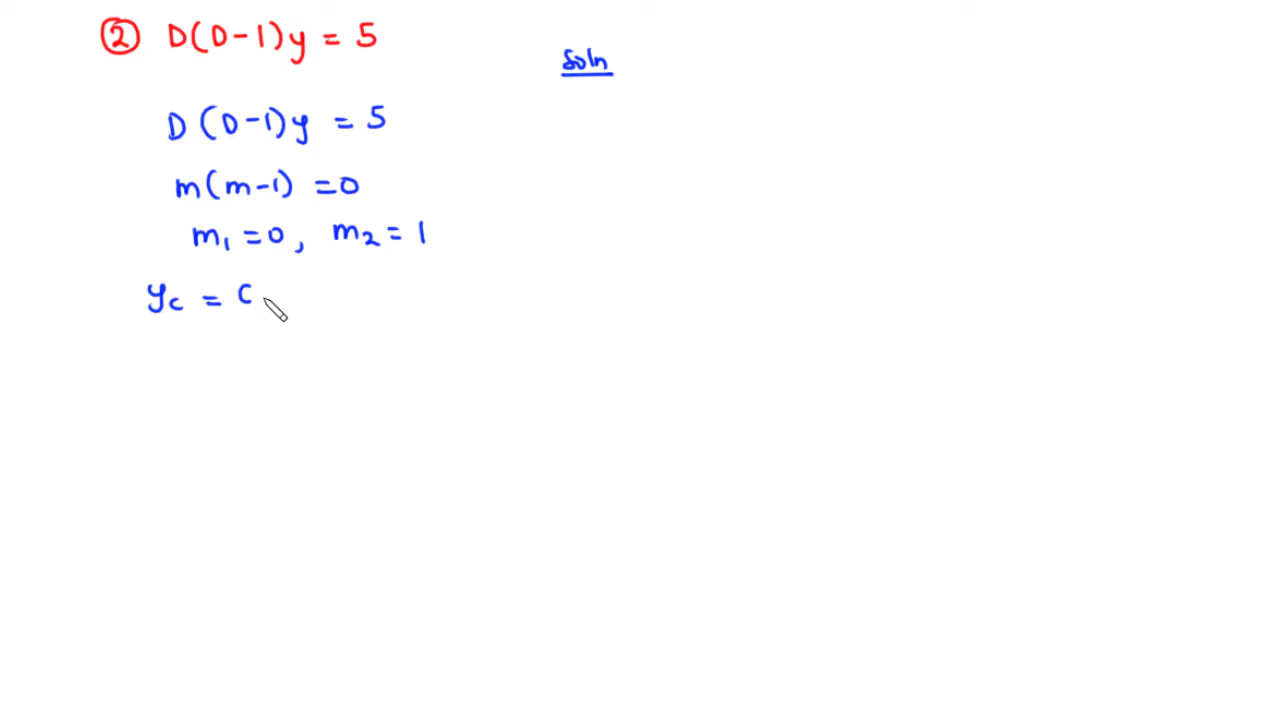 ② D(D-1)y = 5
Soln
D(D-1)y = 5
m(m-1) = 0
m₁ = 0, m₂ = 1
y_c = C